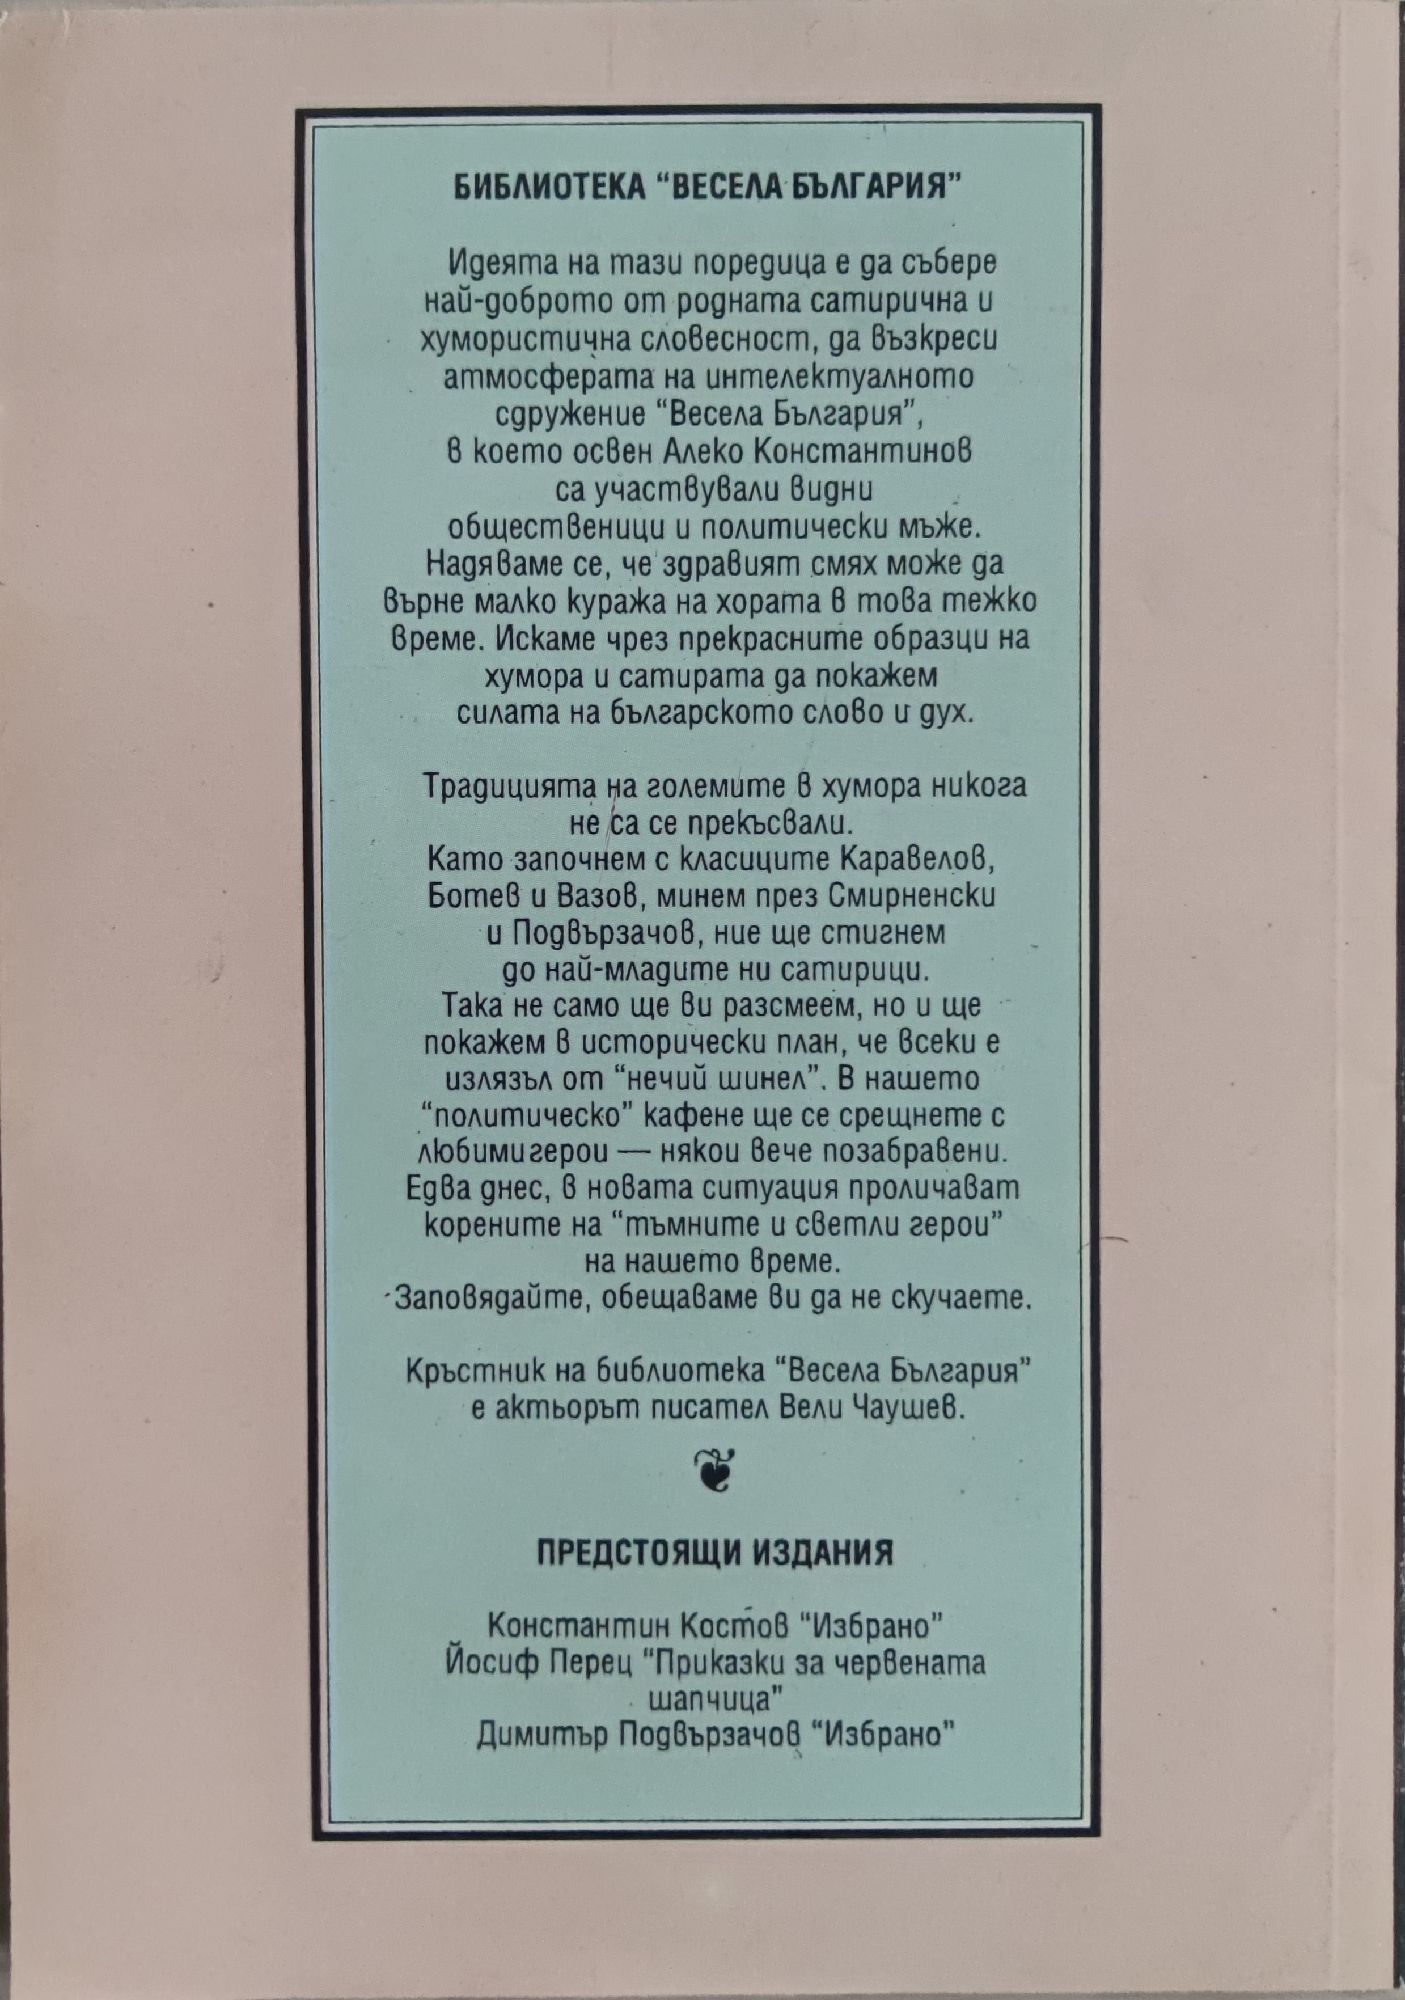 БИБЛИОТЕКА “ВЕСЕЛА БЪЛГАРИЯ”
Идеята на тази поредица е да събере
най-доброто от родната сатирична и
хумористична словесност, да възкреси
атмосферата на интелектуалното
сдружение “Весела България”,
в което освен Алеко Константинов
са участвували видни
общественици и политически мъже.
Надяваме се, че здравият смях може да
върне малко куража на хората в това тежко
време. Искаме чрез прекрасните образци на
хумора и сатирата да покажем
силата на българското слово и дух.
Традицията на големите в хумора никога
не са се прекъсвали.
Като започнем с класиците Каравелов,
Ботев и Вазов, минем през Смирненски
и Подвързачов, ние ще стигнем
до най-младите ни сатирици.
Така не само ще ви разсмеем, но и ще
покажем в исторически план, че всеки е
излязъл от “нечий шинел”. В нашето
“политическо” кафене ще се срещнете с
любими герои — някои вече позабравени.
Едва днес, в новата ситуация проличават
корените на “тъмните и светли герои”
на нашето време.
Заповядайте, обещаваме ви да не скучаете.
Кръстник на библиотека “Весела България”
е актьорът писател Вели Чаушев.
ПРЕДСТОЯЩИ ИЗДАНИЯ
Константин Костов “Избрано”
Йосиф Перец “Приказки за червената
шапчица”
Димитър Подвързачов “Избрано”